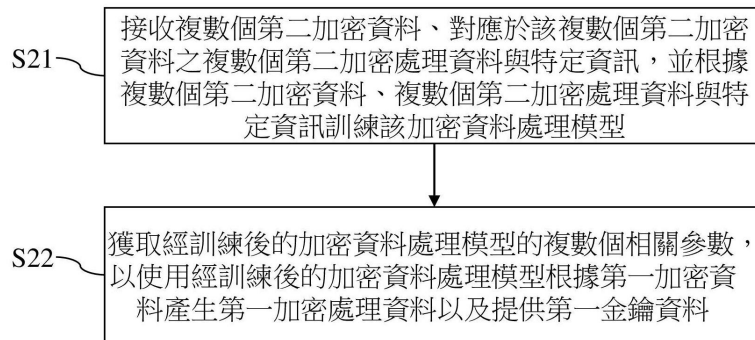 S21
接收複數個第二加密資料、對應於該複數個第二加密
資料之複數個第二加密處理資料與特定資訊，並根據
複數個第二加密資料、複數個第二加密處理資料與特
定資訊訓練該加密資料處理模型
S22
獲取經訓練後的加密資料處理模型的複數個相關參數，
以使用經訓練後的加密資料處理模型根據第一加密資
料產生第一加密處理資料以及提供第一金鑰資料